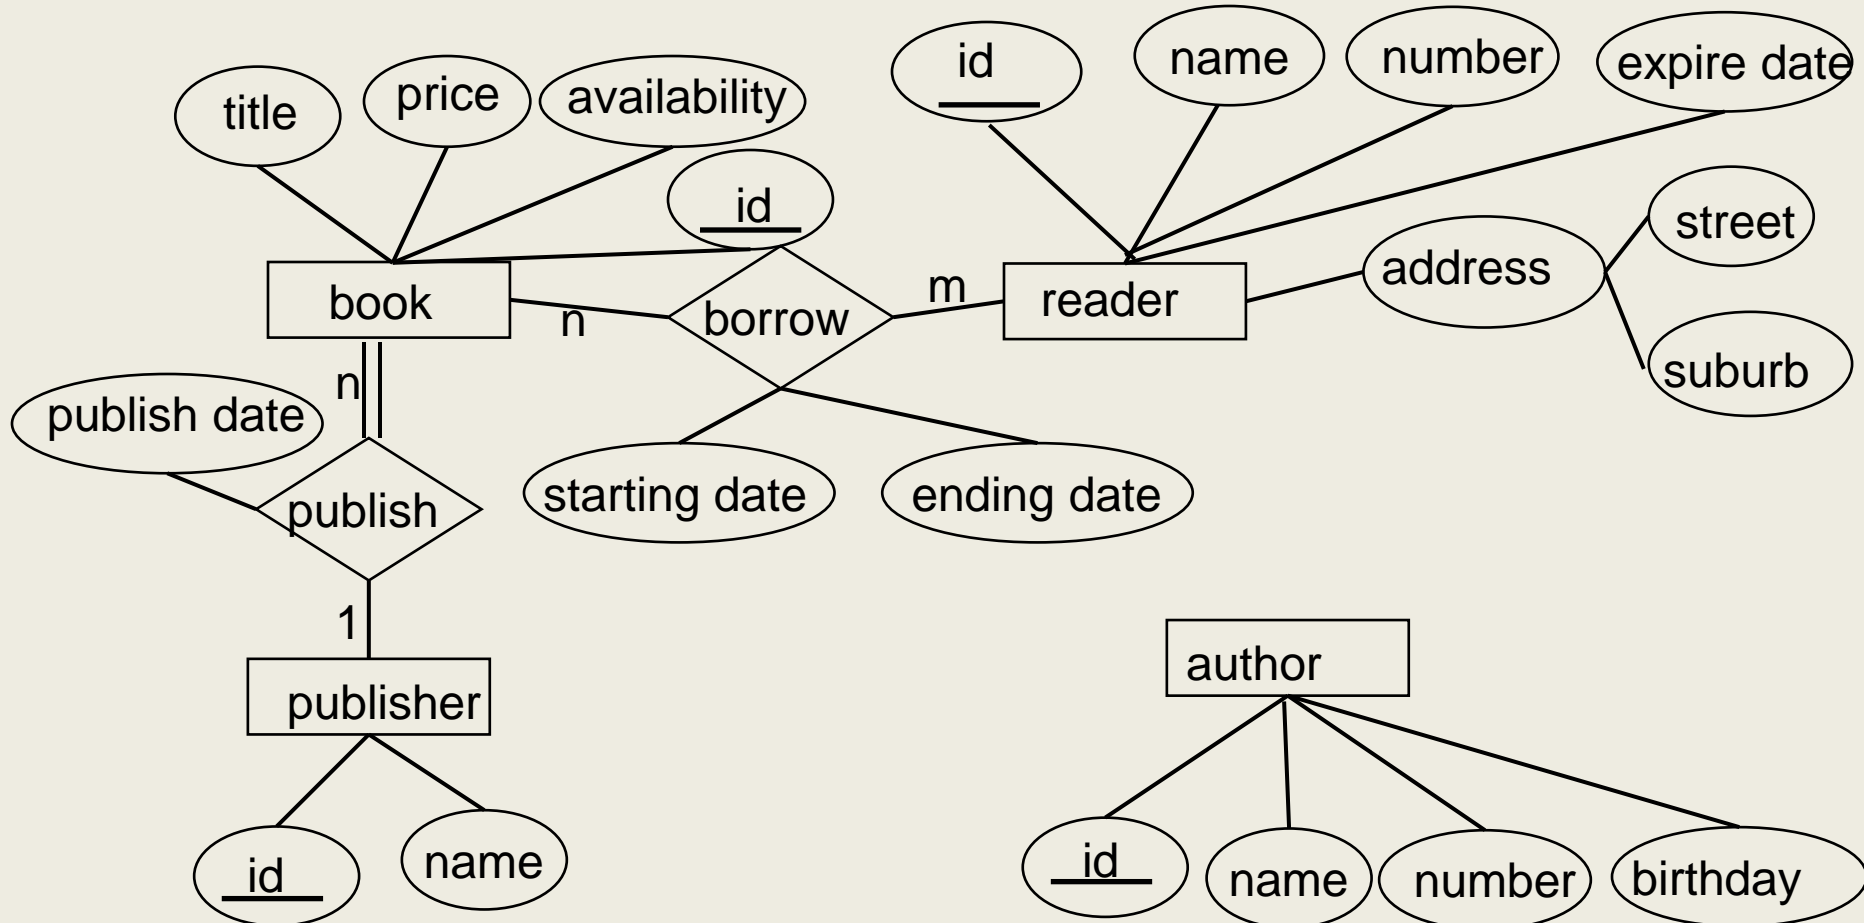 id
name
number
expire date
title
price
availability
id
street
address
suburb
book
n
borrow
m
reader
n
publish date
starting date
ending date
publish
1
publisher
author
id
name
id
name
number
birthday